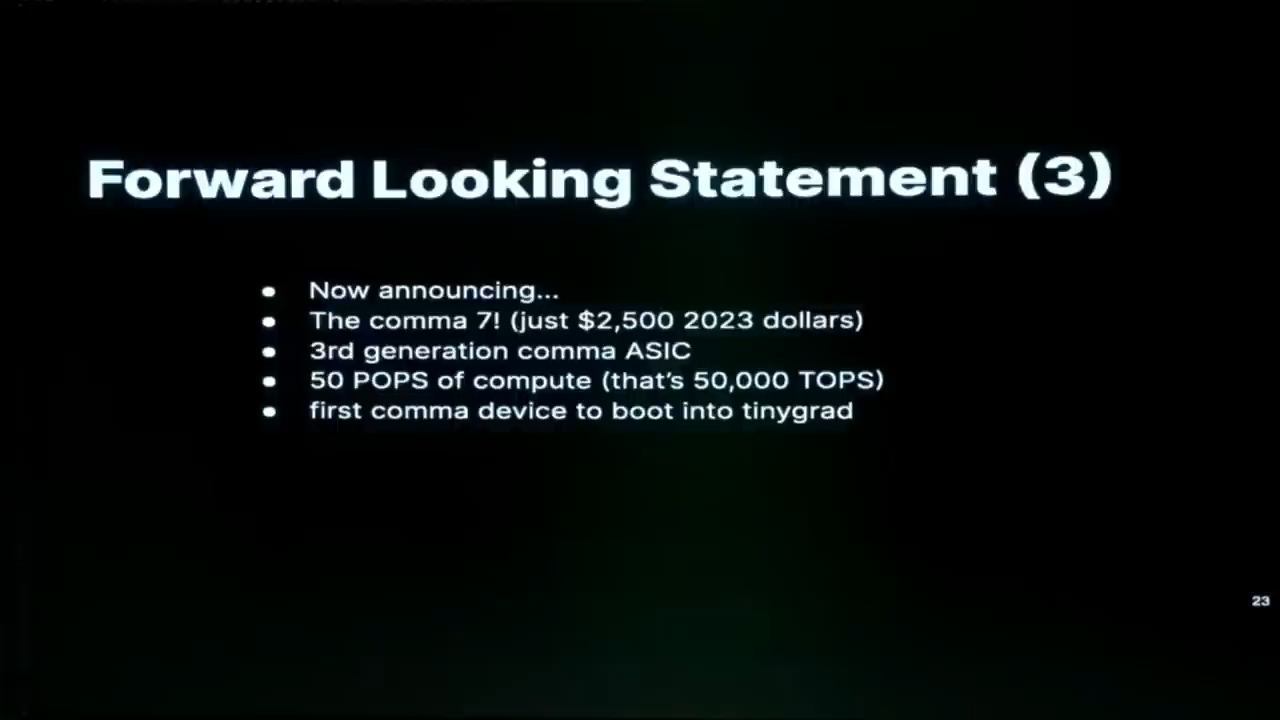 Forward Looking Statement (3)
● Now announcing...
● The comma 7! (just $2,500 2023 dollars)
● 3rd generation comma ASIC
● 50 POPS of compute (that's 50,000 TOPS)
● first comma device to boot into tinygrad
23